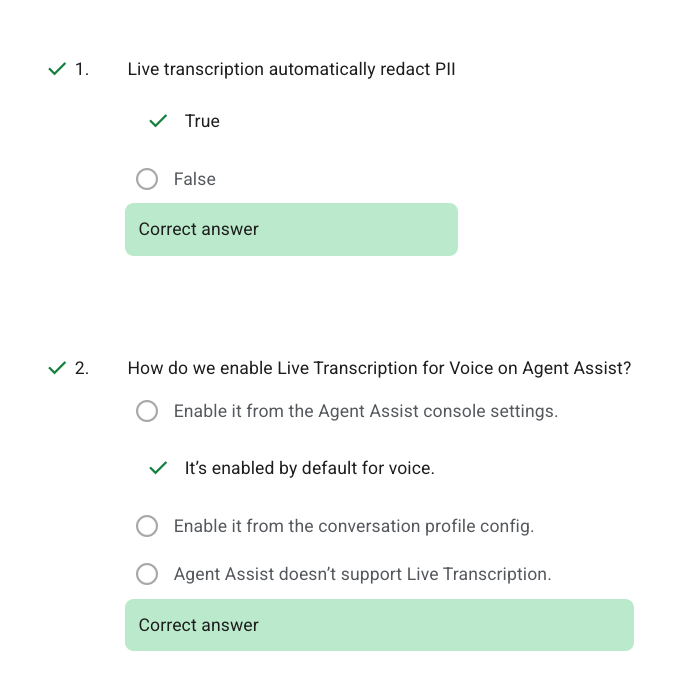 1. Live transcription automatically redact PII
True
False
Correct answer
2. How do we enable Live Transcription for Voice on Agent Assist?
Enable it from the Agent Assist console settings.
It’s enabled by default for voice.
Enable it from the conversation profile config.
Agent Assist doesn’t support Live Transcription.
Correct answer